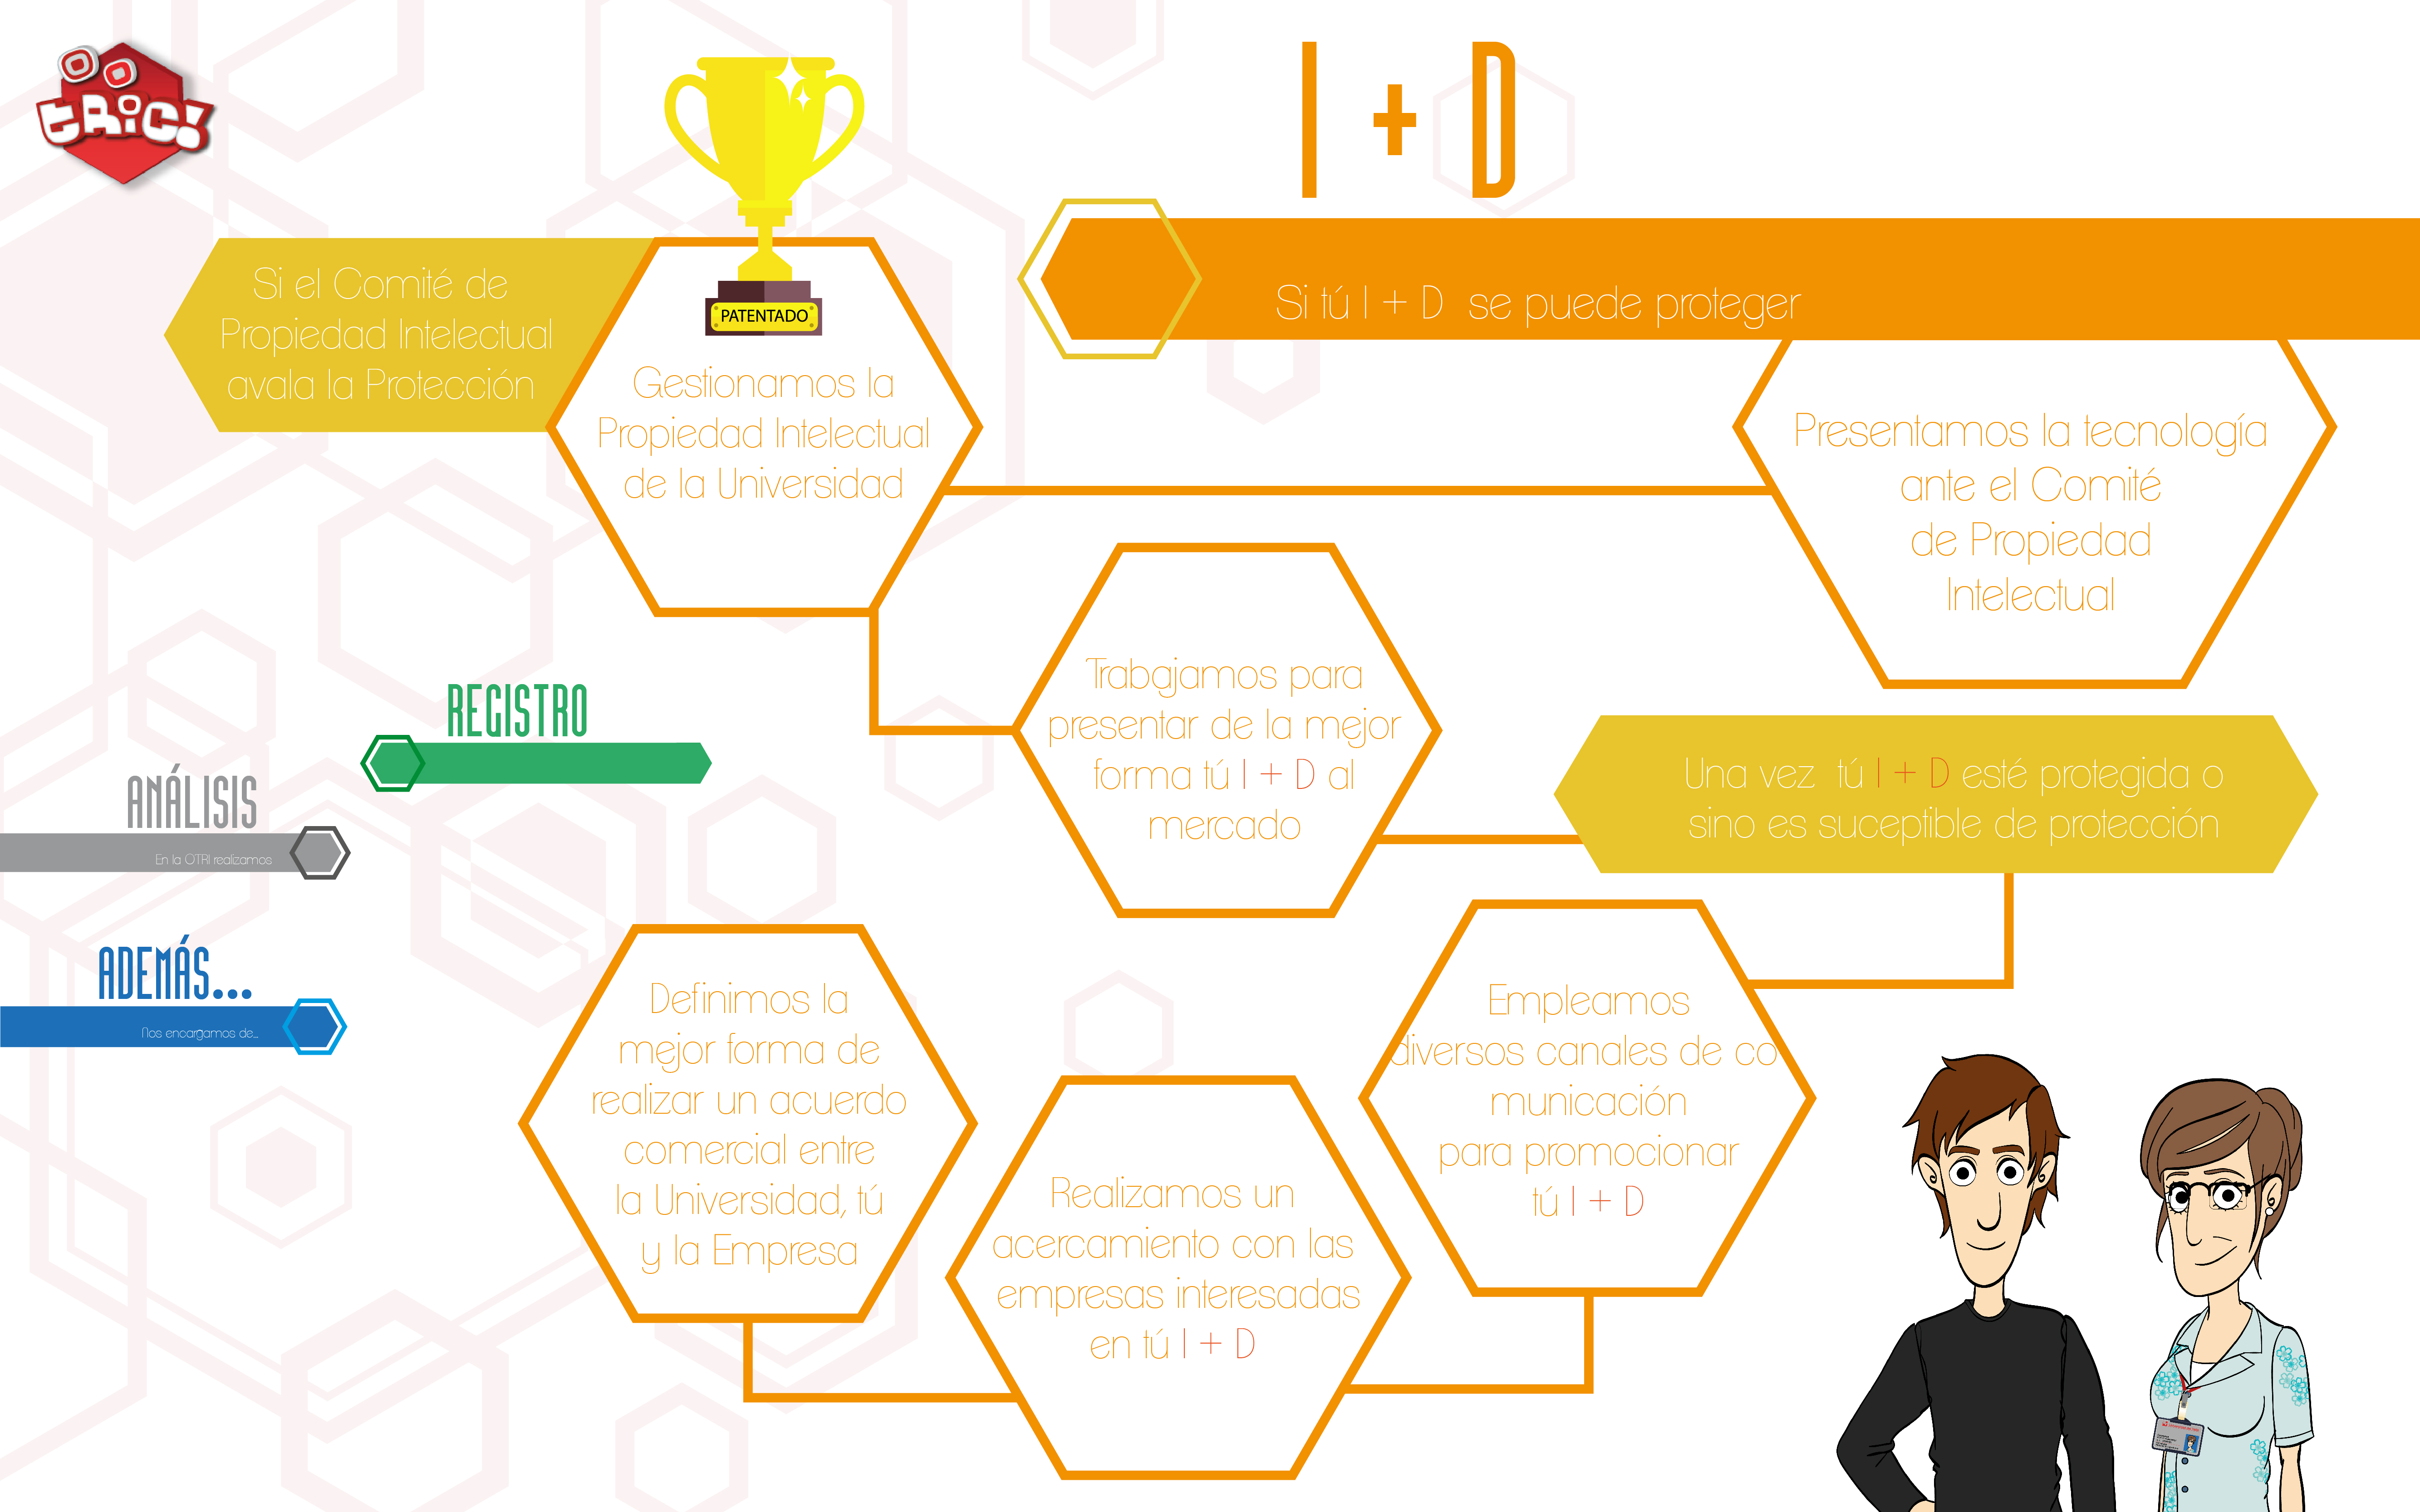 tRiC!
I + D
Si tú I + D se puede proteger
Presentamos la tecnología
ante el Comité
de Propiedad
Intelectual
Si el Comité de
Propiedad Intelectual
avala la Protección
PATENTADO
Gestionamos la
Propiedad Intelectual
de la Universidad
Trabajamos para
presentar de la mejor
forma tú I + D al
mercado
Una vez tú I + D esté protegida o
sino es suceptible de protección
Empleamos
diversos canales de co
municación
para promocionar
tú I + D
Realizamos un
acercamiento con las
empresas interesadas
en tú I + D
Definimos la
mejor forma de
realizar un acuerdo
comercial entre
la Universidad, tú
y la Empresa
REGISTRO
ANÁLISIS
En la OTRI realizamos
ADEMÁS...
Nos encargamos de...